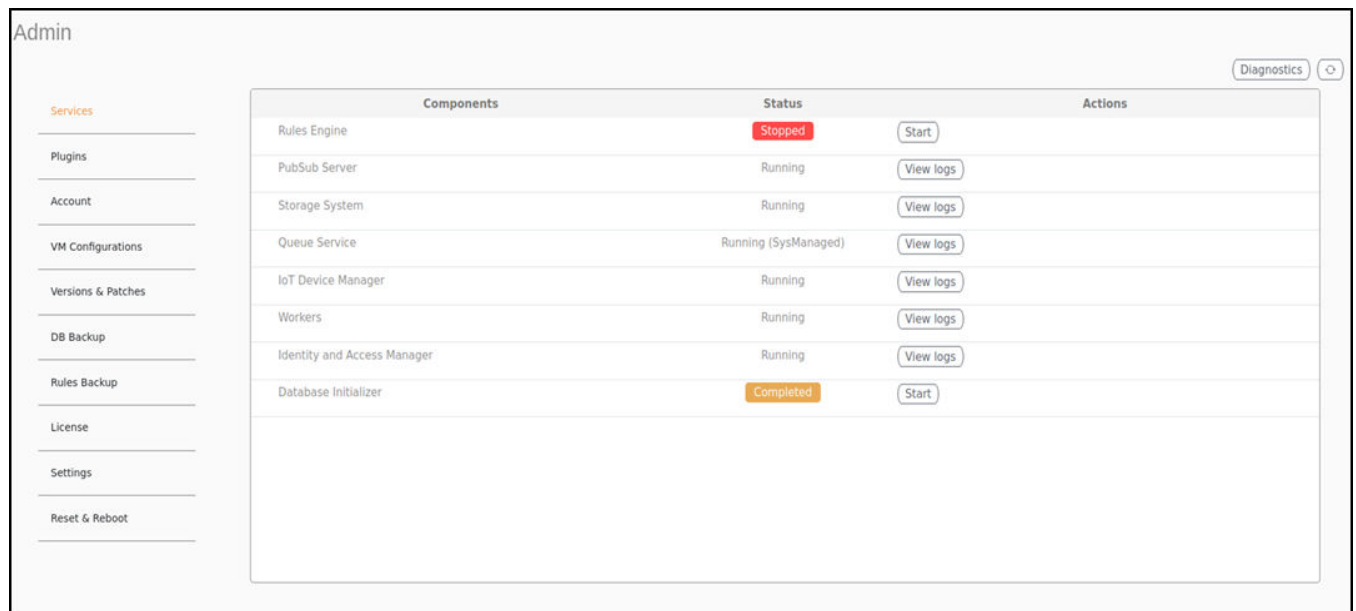 Admin
Diagnostics
Services
Plugins
Account
VM Configurations
Versions & Patches
DB Backup
Rules Backup
License
Settings
Reset & Reboot
Components Status Actions
Rules Engine Stopped Start
PubSub Server Running View logs
Storage System Running View logs
Queue Service Running (SysManaged) View logs
IoT Device Manager Running View logs
Workers Running View logs
Identity and Access Manager Running View logs
Database Initializer Completed Start